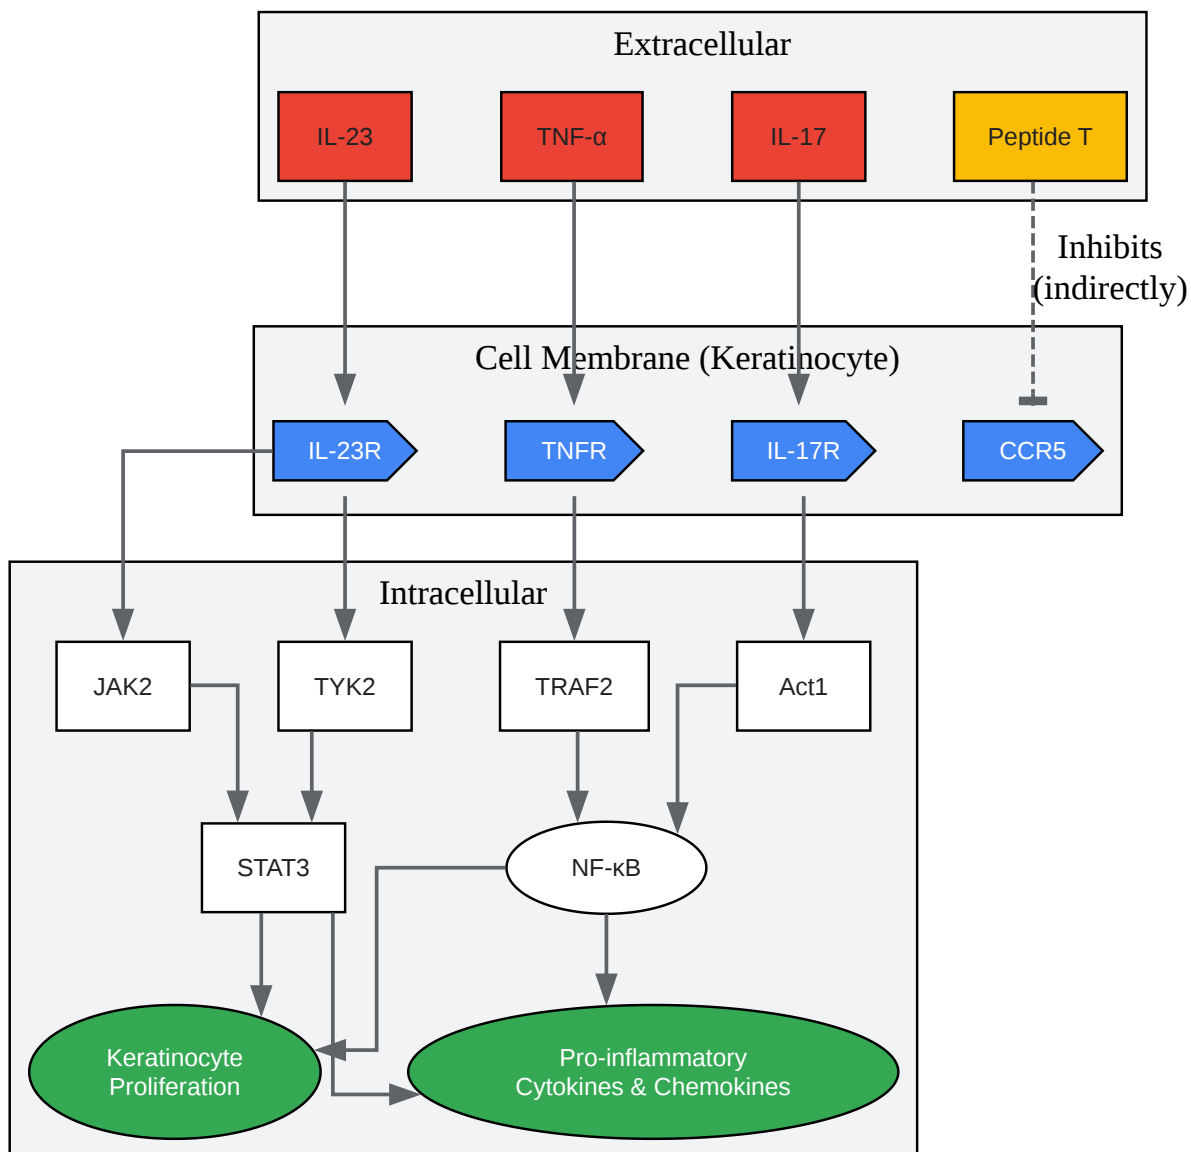 Extracellular
IL-23
TNF-α
IL-17
Peptide T
Inhibits
(indirectly)
Cell Membrane (Keratinocyte)
IL-23R
TNFR
IL-17R
CCR5
Intracellular
JAK2
TYK2
TRAF2
Act1
STAT3
NF-κB
Keratinocyte
Proliferation
Pro-inflammatory
Cytokines & Chemokines